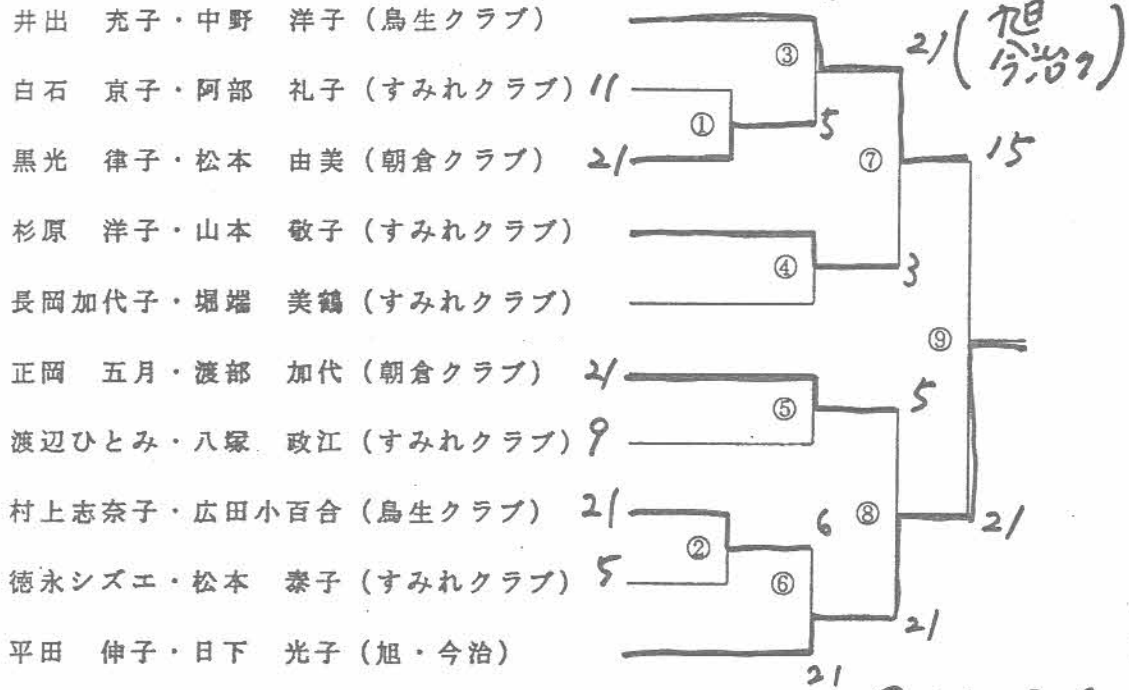 井出 充子・中野 洋子 (鳥生クラブ)
③
21 (旭 今治ク)
白石 京子・阿部 礼子 (すみれクラブ) 11
① 5
黒光 律子・松本 由美 (朝倉クラブ) 21
⑦ 15
杉原 洋子・山本 敬子 (すみれクラブ)
④ 3
長岡加代子・堀端 美鶴 (すみれクラブ)
⑨
正岡 五月・渡部 加代 (朝倉クラブ) 21
⑤ 5
渡辺ひとみ・八塚 政江 (すみれクラブ) 9
村上志奈子・広田小百合 (鳥生クラブ) 21
② 6 ⑧ 21
徳永シズエ・松本 泰子 (すみれクラブ) 5
⑥ 21
平田 伸子・日下 光子 (旭・今治)
21